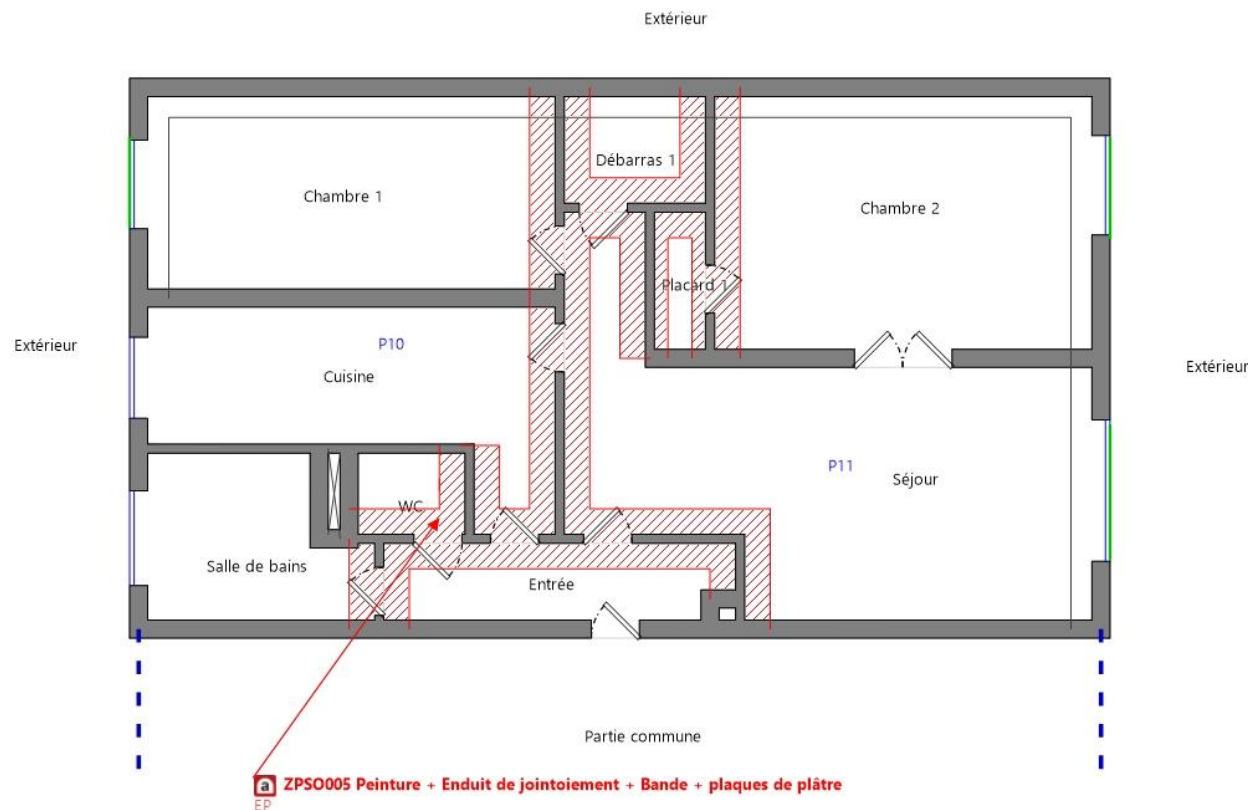 Extérieur
Débarras 1
Chambre 1
Chambre 2
Placard 1
P10
Extérieur
Cuisine
Extérieur
P11
Séjour
WC
Salle de bains
Entrée
Partie commune
a ZPSO005 Peinture + Enduit de jointoiement + Bande + plaques de plâtre
EP